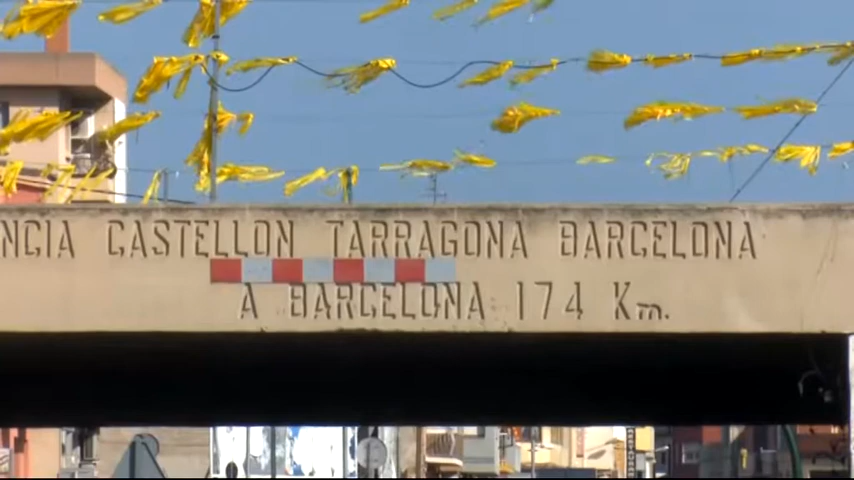 NCIA CASTELLON TARRAGONA BARCELONA
A BARCELONA 174 Km.